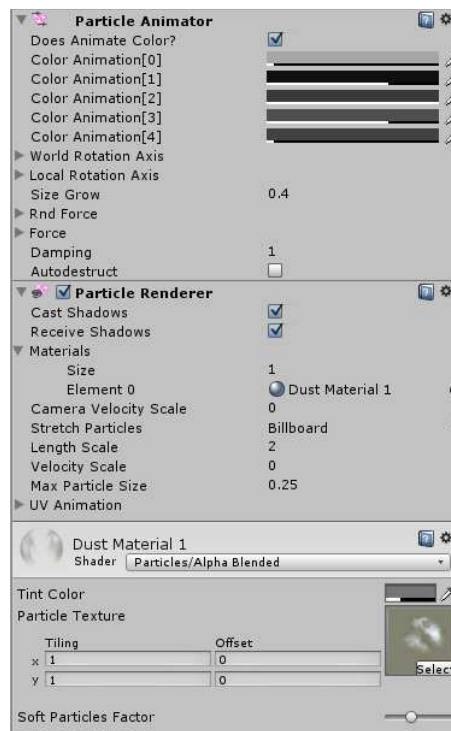 Particle Animator
Does Animate Color?
Color Animation[0]
Color Animation[1]
Color Animation[2]
Color Animation[3]
Color Animation[4]
World Rotation Axis
Local Rotation Axis
Size Grow 0.4
Rnd Force
Force
Damping 1
Autodestruct
Particle Renderer
Cast Shadows
Receive Shadows
Materials
Size 1
Element 0 Dust Material 1
Camera Velocity Scale 0
Stretch Particles Billboard
Length Scale 2
Velocity Scale 0
Max Particle Size 0.25
UV Animation
Dust Material 1
Shader Particles/Alpha Blended
Tint Color
Particle Texture
Tiling Offset
x 1 0
y 1 0
Select
Soft Particles Factor